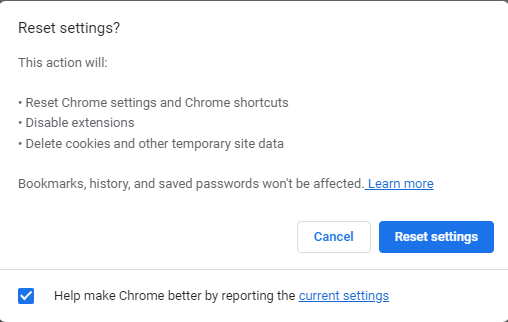 Reset settings?
This action will:
• Reset Chrome settings and Chrome shortcuts
• Disable extensions
• Delete cookies and other temporary site data
Bookmarks, history, and saved passwords won't be affected. Learn more
Cancel Reset settings
Help make Chrome better by reporting the current settings